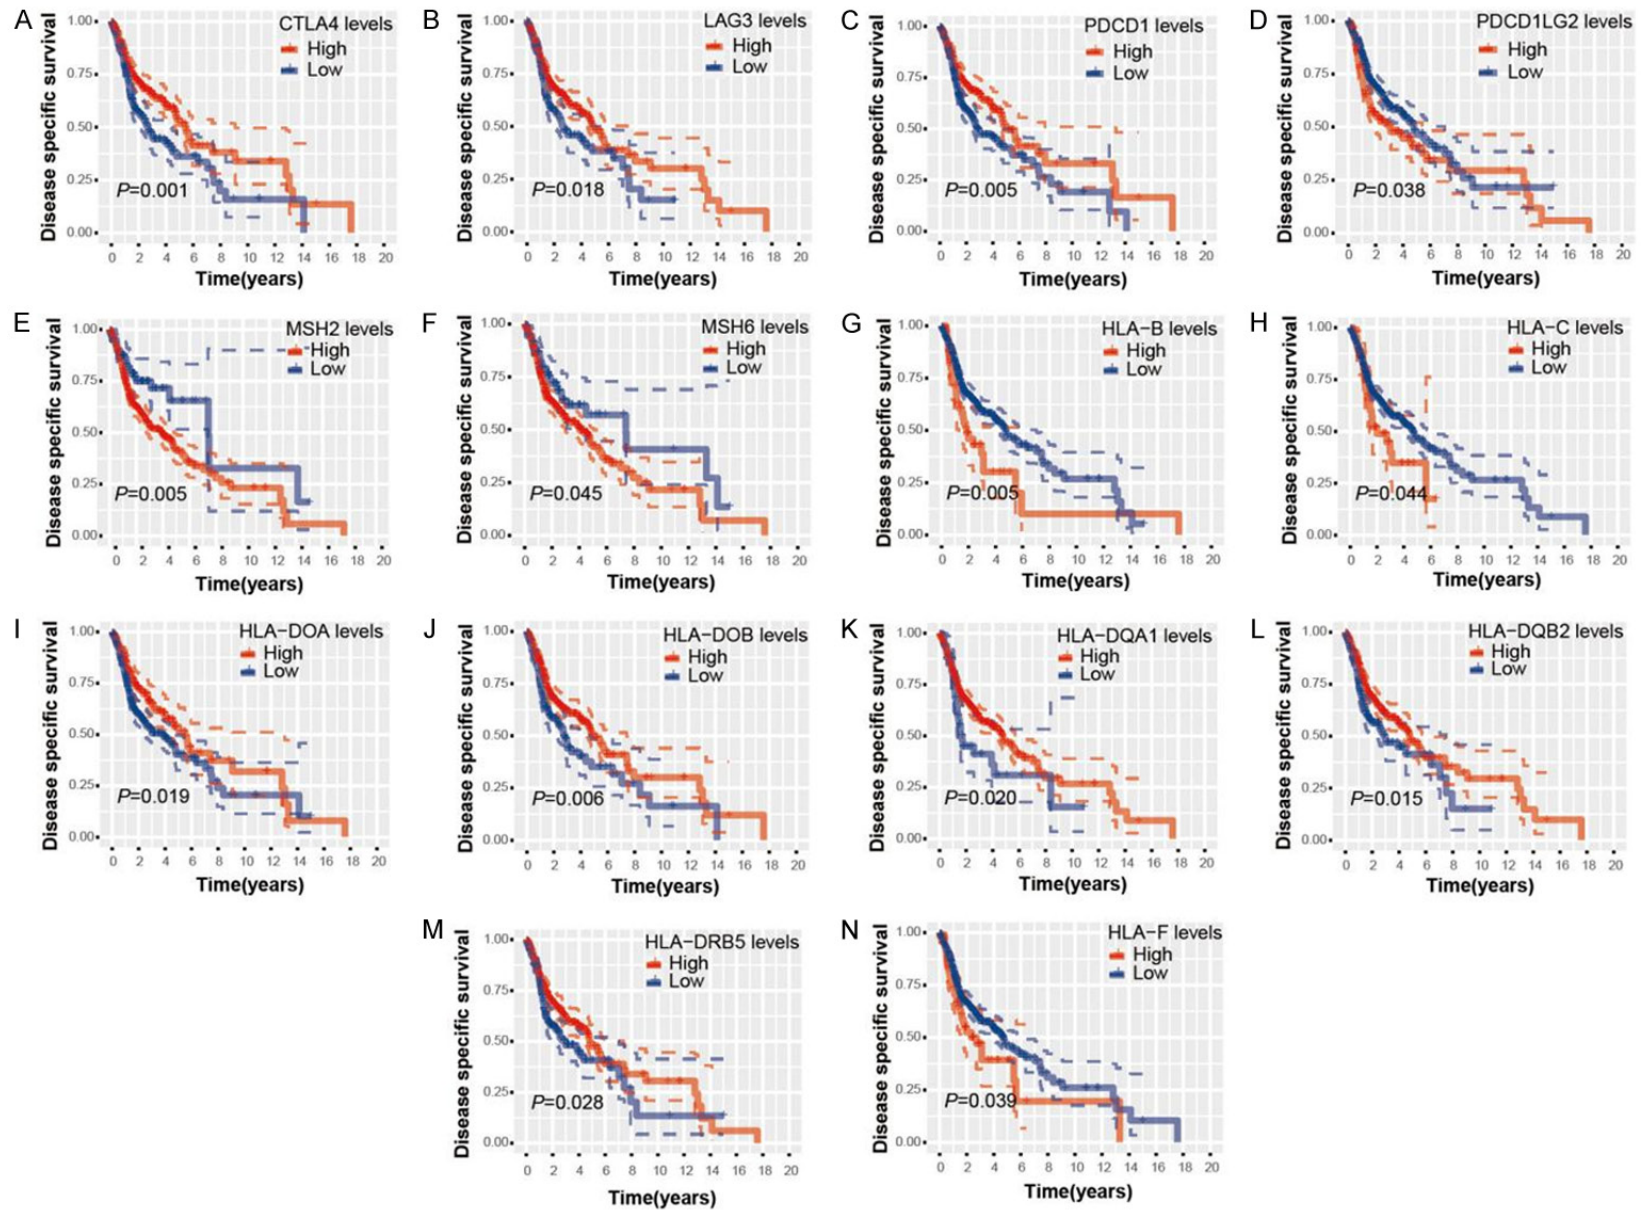 A
CTLA4 levels
High
Low
Disease specific survival
1.00
0.75
0.50
0.25
0.00
P=0.001
0 2 4 6 8 10 12 14 16 18 20
Time(years)
B
LAG3 levels
High
Low
Disease specific survival
1.00
0.75
0.50
0.25
0.00
P=0.018
0 2 4 6 8 10 12 14 16 18 20
Time(years)
C
PDCD1 levels
High
Low
Disease specific survival
1.00
0.75
0.50
0.25
0.00
P=0.005
0 2 4 6 8 10 12 14 16 18 20
Time(years)
D
PDCD1LG2 levels
High
Low
Disease specific survival
1.00
0.75
0.50
0.25
0.00
P=0.038
0 2 4 6 8 10 12 14 16 18 20
Time(years)
E
MSH2 levels
High
Low
Disease specific survival
1.00
0.75
0.50
0.25
0.00
P=0.005
0 2 4 6 8 10 12 14 16 18 20
Time(years)
F
MSH6 levels
High
Low
Disease specific survival
1.00
0.75
0.50
0.25
0.00
P=0.045
0 2 4 6 8 10 12 14 16 18 20
Time(years)
G
HLA-B levels
High
Low
Disease specific survival
1.00
0.75
0.50
0.25
0.00
P=0.005
0 2 4 6 8 10 12 14 16 18 20
Time(years)
H
HLA-C levels
High
Low
Disease specific survival
1.00
0.75
0.50
0.25
0.00
P=0.044
0 2 4 6 8 10 12 14 16 18 20
Time(years)
I
HLA-DOA levels
High
Low
Disease specific survival
1.00
0.75
0.50
0.25
0.00
P=0.019
0 2 4 6 8 10 12 14 16 18 20
Time(years)
J
HLA-DOB levels
High
Low
Disease specific survival
1.00
0.75
0.50
0.25
0.00
P=0.006
0 2 4 6 8 10 12 14 16 18 20
Time(years)
K
HLA-DQA1 levels
High
Low
Disease specific survival
1.00
0.75
0.50
0.25
0.00
P=0.020
0 2 4 6 8 10 12 14 16 18 20
Time(years)
L
HLA-DQB2 levels
High
Low
Disease specific survival
1.00
0.75
0.50
0.25
0.00
P=0.015
0 2 4 6 8 10 12 14 16 18 20
Time(years)
M
HLA-DRB5 levels
High
Low
Disease specific survival
1.00
0.75
0.50
0.25
0.00
P=0.028
0 2 4 6 8 10 12 14 16 18 20
Time(years)
N
HLA-F levels
High
Low
Disease specific survival
1.00
0.75
0.50
0.25
0.00
P=0.039
0 2 4 6 8 10 12 14 16 18 20
Time(years)